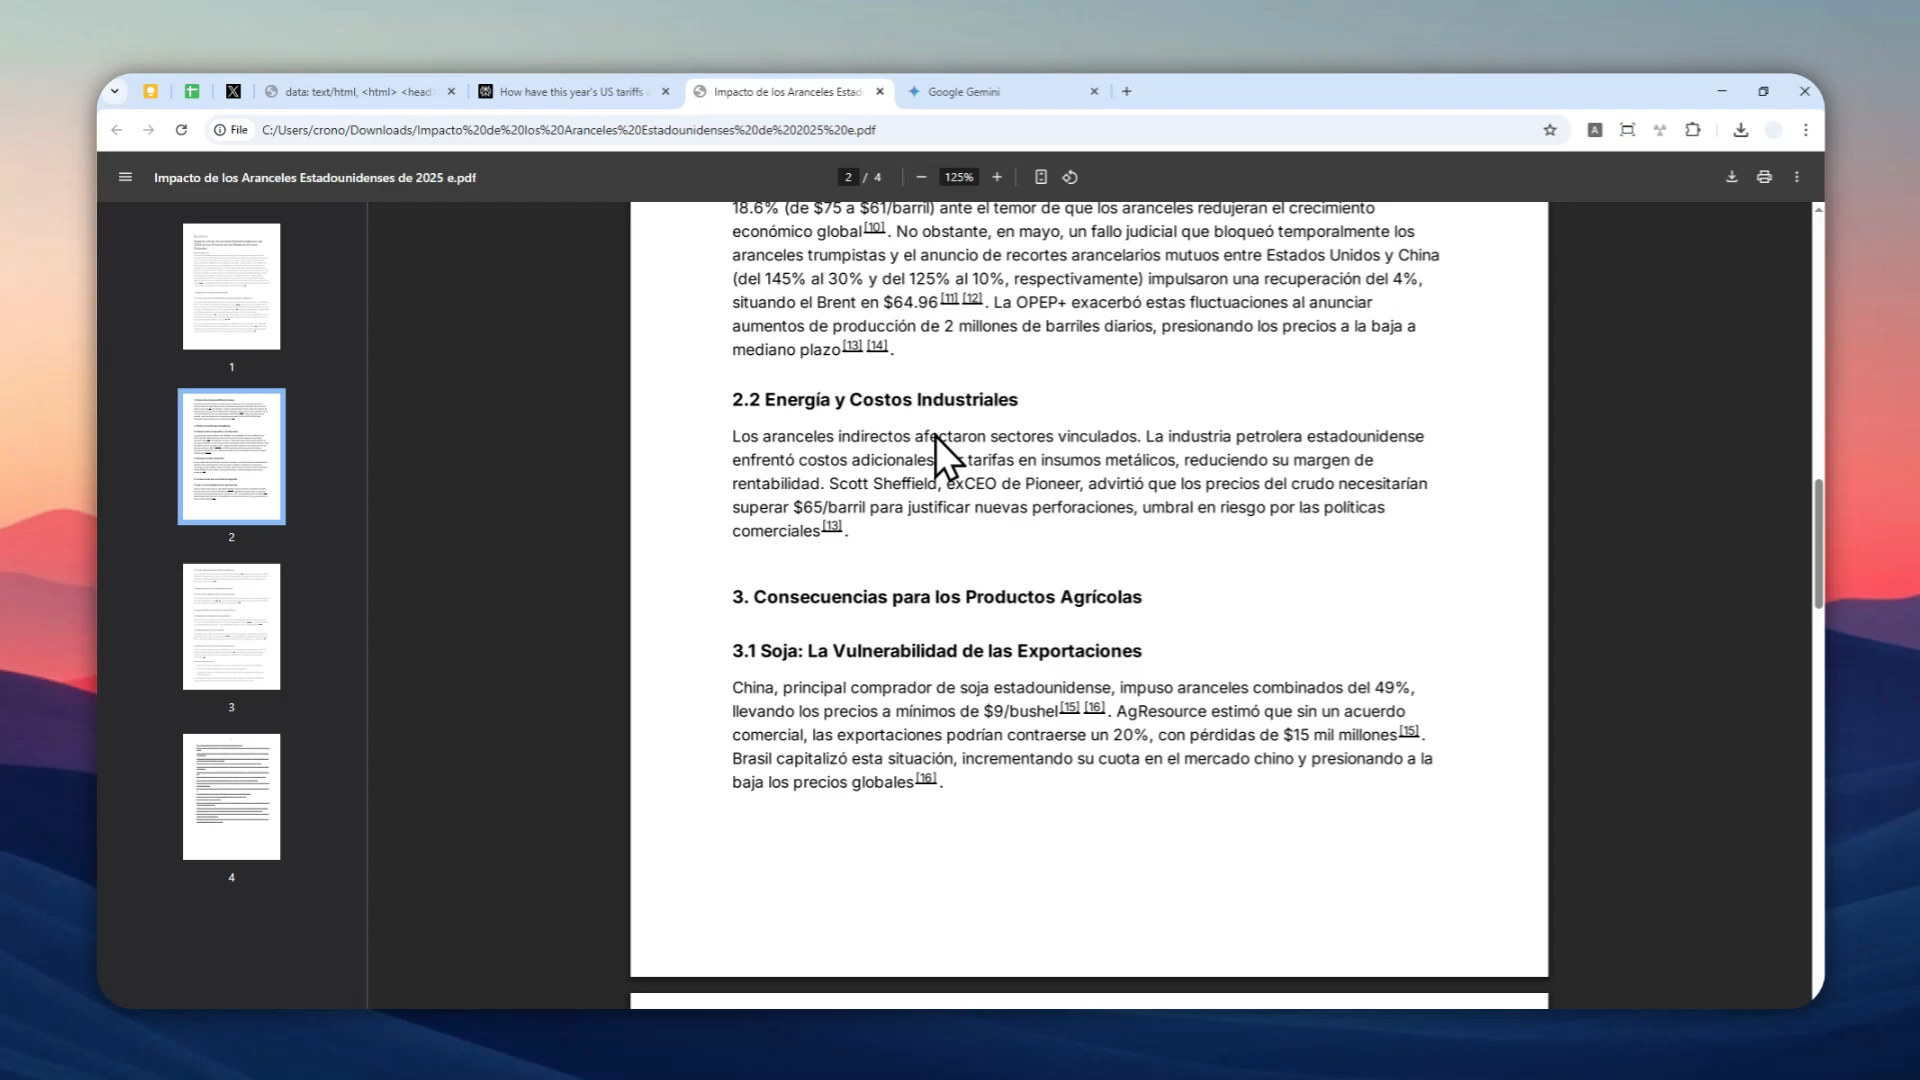 data: text/html, <html> <head>
How have this year's US tariffs
Impacto de los Aranceles Estad
Google Gemini
File
C:/Users/crono/Downloads/Impacto%20de%20los%20Aranceles%20Estadounidenses%20de%202025%20e.pdf
Impacto de los Aranceles Estadounidenses de 2025 e.pdf
2 / 4
125%
1
2
3
4
18.6% (de $75 a $61/barril) ante el temor de que los aranceles redujeran el crecimiento
económico global[10]. No obstante, en mayo, un fallo judicial que bloqueó temporalmente los
aranceles trumpistas y el anuncio de recortes arancelarios mutuos entre Estados Unidos y China
(del 145% al 30% y del 125% al 10%, respectivamente) impulsaron una recuperación del 4%,
situando el Brent en $64.96[11] [12]. La OPEP+ exacerbó estas fluctuaciones al anunciar
aumentos de producción de 2 millones de barriles diarios, presionando los precios a la baja a
mediano plazo[13] [14].
2.2 Energía y Costos Industriales
Los aranceles indirectos afectaron sectores vinculados. La industria petrolera estadounidense
enfrentó costos adicionales tarifas en insumos metálicos, reduciendo su margen de
rentabilidad. Scott Sheffield, exCEO de Pioneer, advirtió que los precios del crudo necesitarían
superar $65/barril para justificar nuevas perforaciones, umbral en riesgo por las políticas
comerciales[13].
3. Consecuencias para los Productos Agrícolas
3.1 Soja: La Vulnerabilidad de las Exportaciones
China, principal comprador de soja estadounidense, impuso aranceles combinados del 49%,
llevando los precios a mínimos de $9/bushel[15] [16]. AgResource estimó que sin un acuerdo
comercial, las exportaciones podrían contraerse un 20%, con pérdidas de $15 mil millones[15].
Brasil capitalizó esta situación, incrementando su cuota en el mercado chino y presionando a la
baja los precios globales[16].